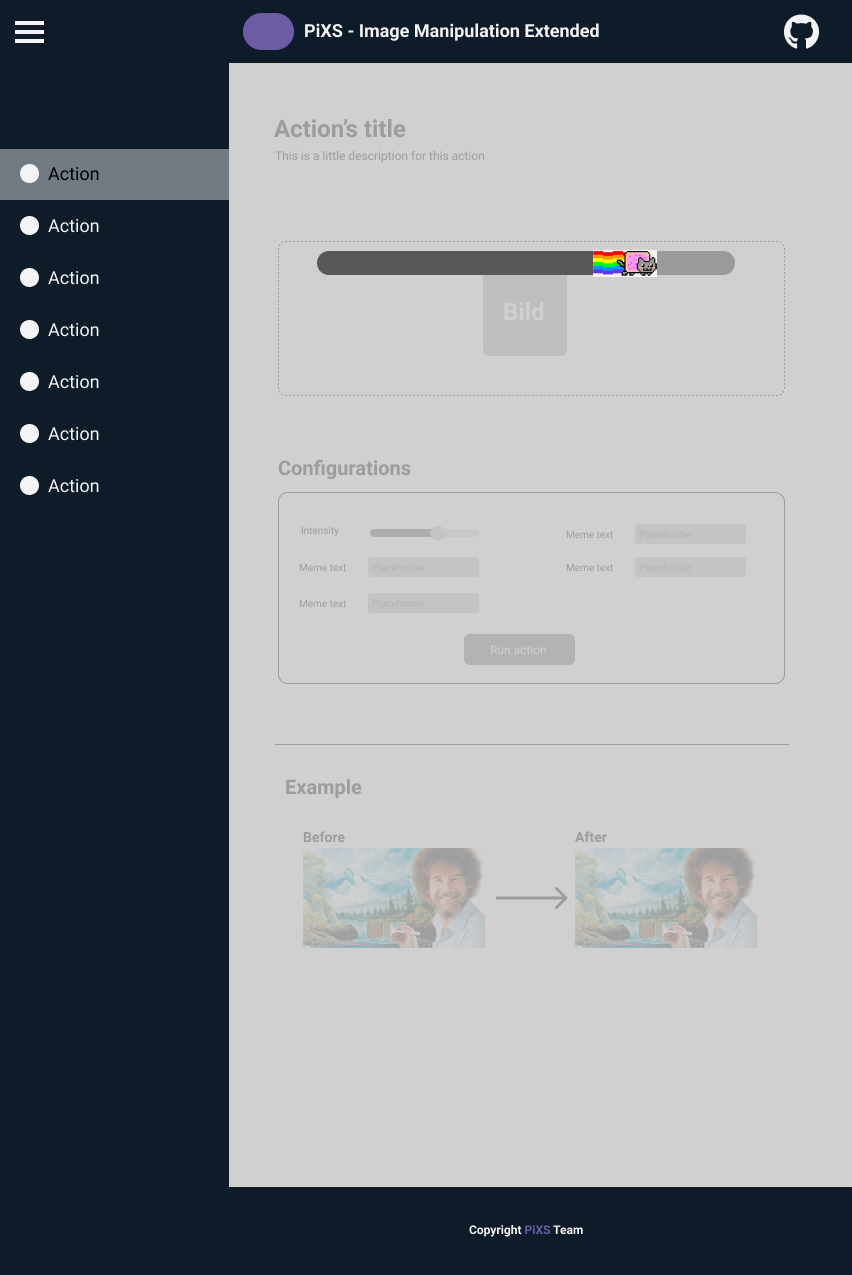 PiXS - Image Manipulation Extended
Action
Action
Action
Action
Action
Action
Action
Action's title
This is a little description for this action
Bild
Configurations
Intensity
Meme text Placeholder
Meme text Placeholder
Meme text Placeholder
Meme text Placeholder
Run action
Example
Before
After
Copyright PiXS Team